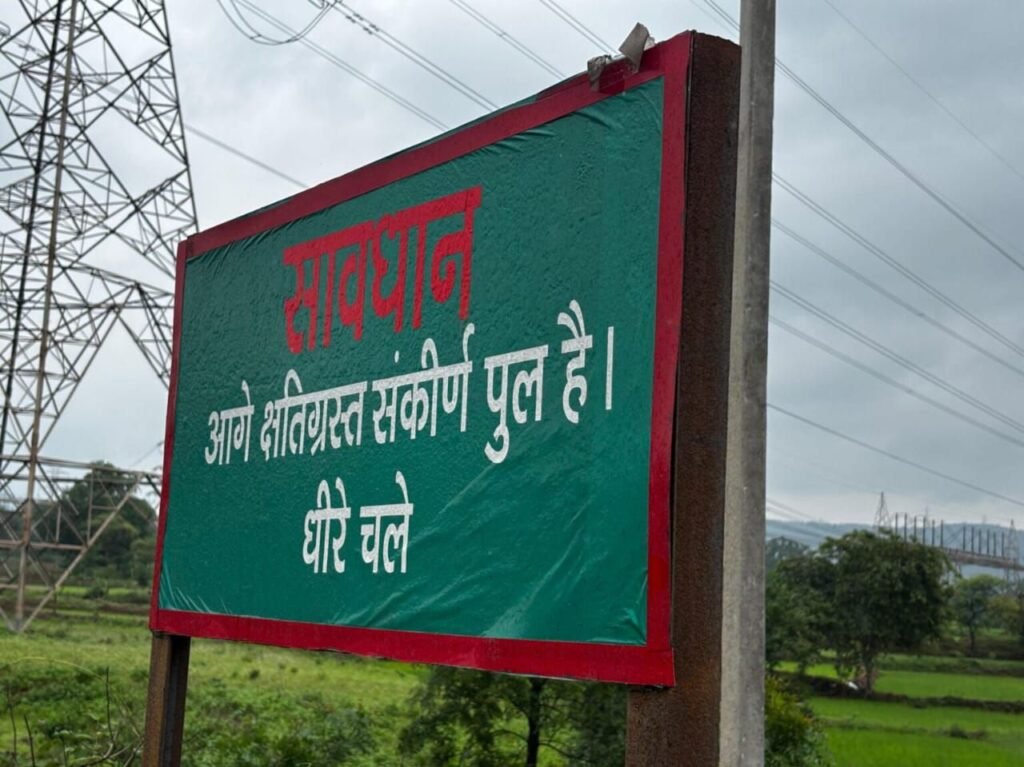 सावधान
आगे क्षतिग्रस्त संकीर्ण पुल है।
धीरे चले